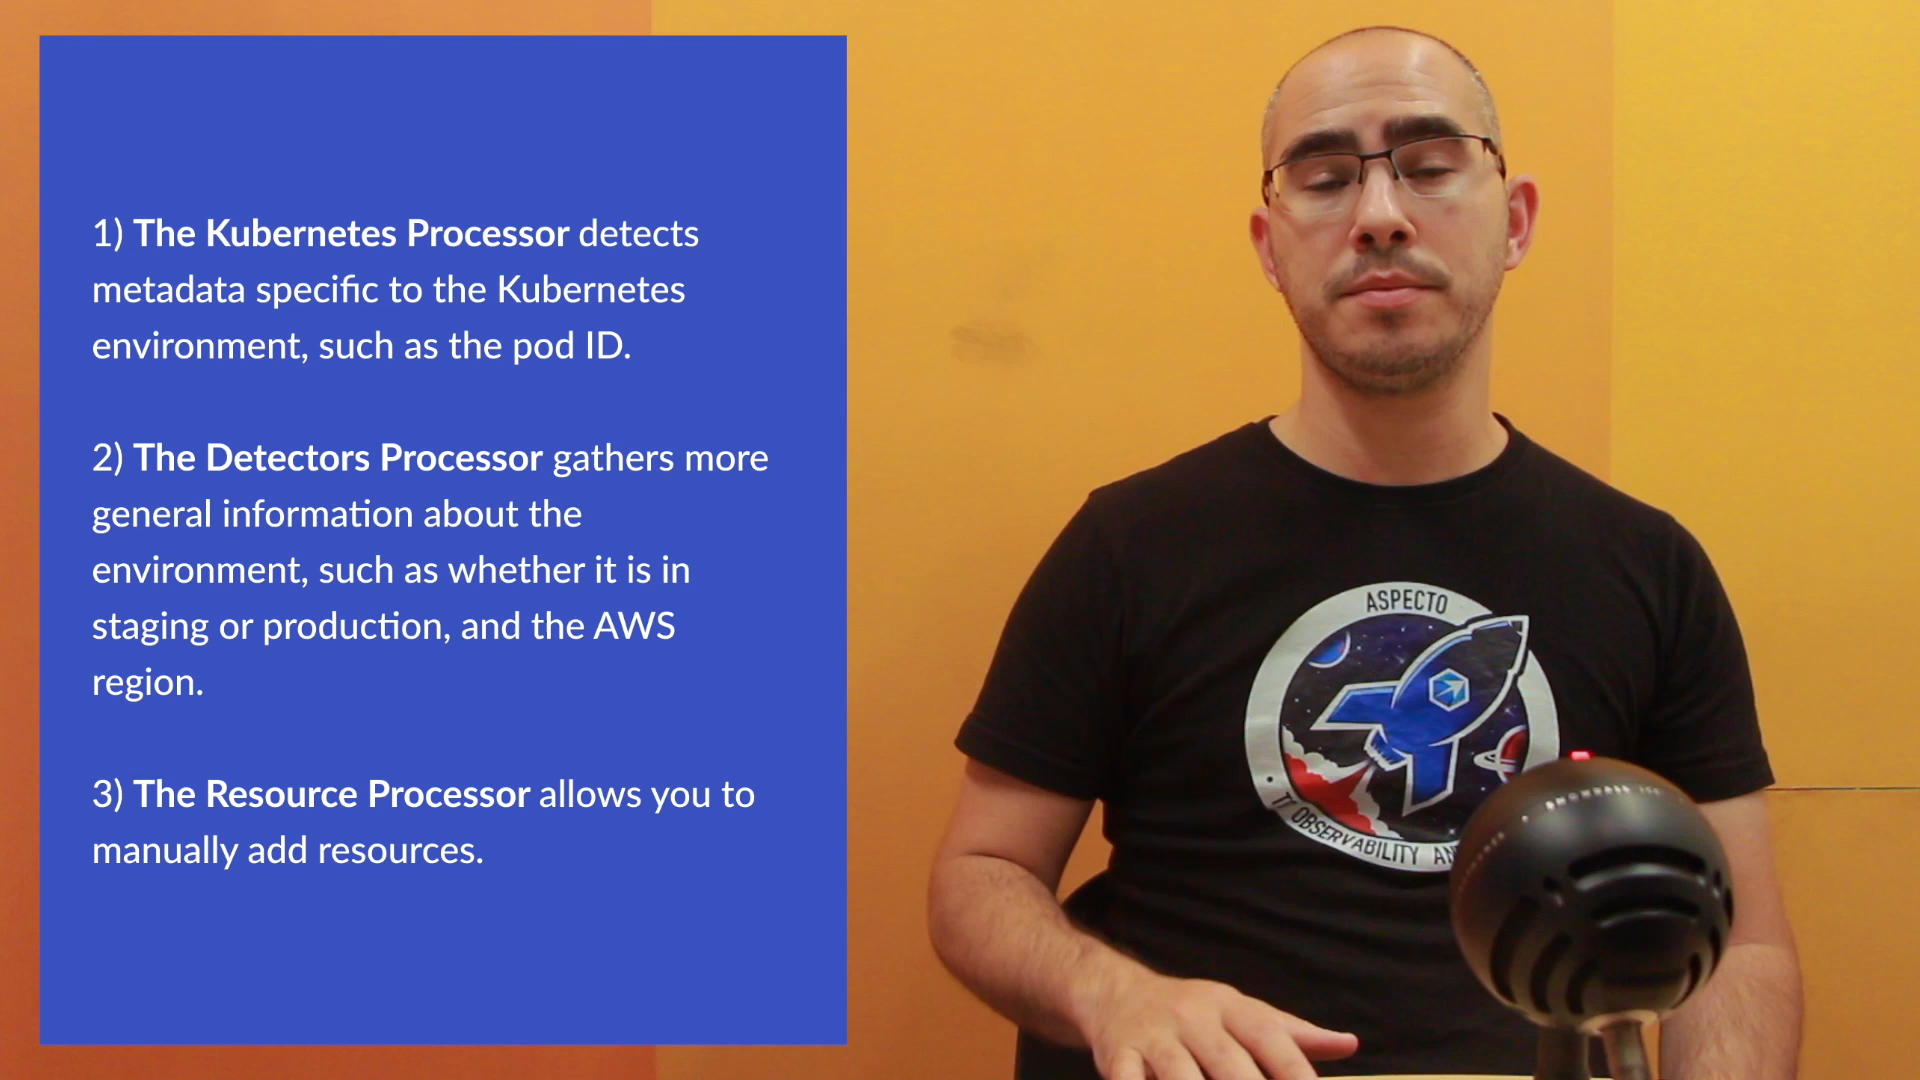 1) The Kubernetes Processor detects
metadata specific to the Kubernetes
environment, such as the pod ID.
2) The Detectors Processor gathers more
general information about the
environment, such as whether it is in
staging or production, and the AWS
region.
3) The Resource Processor allows you to
manually add resources.
ASPECTO
OBSERVABILITY